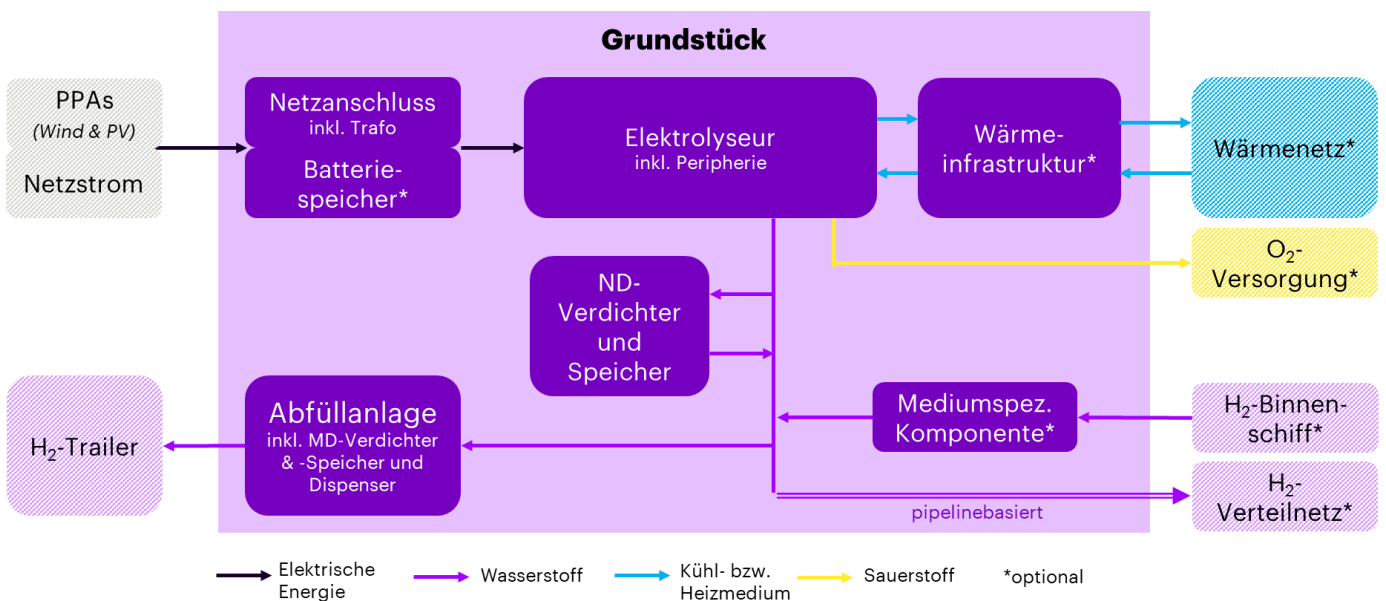 Grundstück
PPAs
(Wind & PV)
Netzstrom
Netzanschluss
inkl. Trafo
Batterie-
speicher*
Elektrolyseur
inkl. Peripherie
Wärme-
infrastruktur*
Wärmenetz*
O₂-
Versorgung*
ND-
Verdichter
und
Speicher
H₂-Trailer
Abfüllanlage
inkl. MD-Verdichter
& -Speicher und
Dispenser
Mediumspez.
Komponente*
H₂-Binnen-
schiff*
H₂-
Verteilnetz*
pipelinebasiert
Elektrische
Energie
Wasserstoff
Kühl- bzw.
Heizmedium
Sauerstoff
*optional